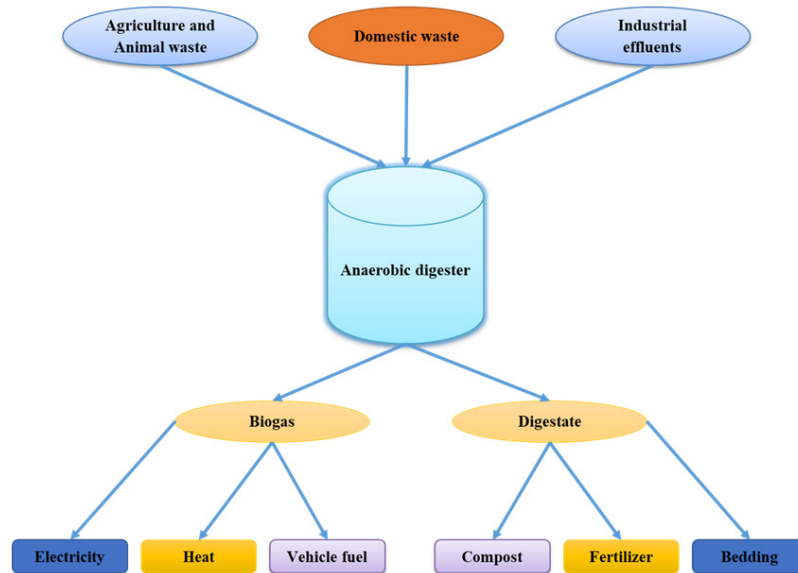 Agriculture and
Animal waste
Domestic waste
Industrial
effluents
Anaerobic digester
Biogas
Digestate
Electricity
Heat
Vehicle fuel
Compost
Fertilizer
Bedding